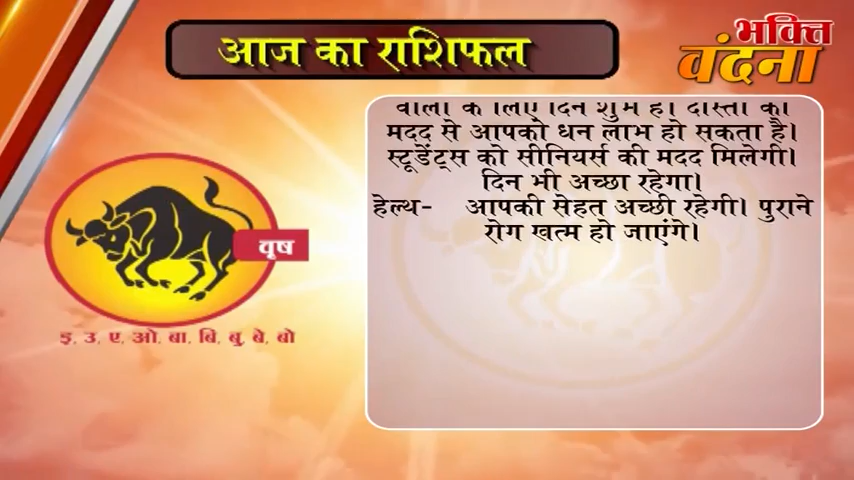 आज का राशिफल
भक्ति
वंदना
के लिए दिन शुभ है। दोस्तों की
मदद से आपको धन लाभ हो सकता है।
स्टूडेंट्स को सीनियर्स की मदद मिलेगी।
दिन भी अच्छा रहेगा।
हेल्थ- आपकी सेहत अच्छी रहेगी। पुराने
रोग खत्म हो जाएंगे।
वृष
इ, उ, ए, ओ, बा, बि, बु, बे, बो